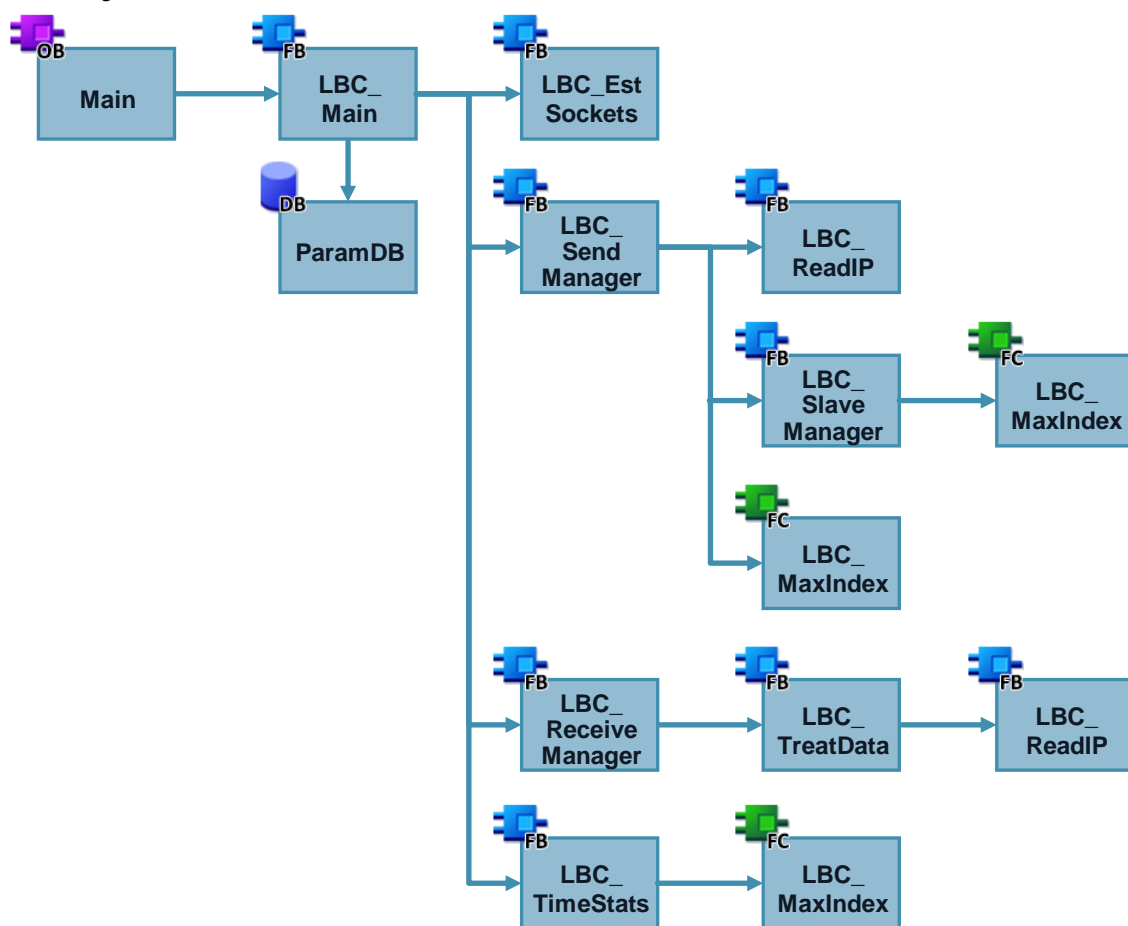 OB
Main
FB
LBC_
Main
FB
LBC_Est
Sockets
DB
ParamDB
FB
LBC_
Send
Manager
FB
LBC_
ReadIP
FB
LBC_
Slave
Manager
FC
LBC_
MaxIndex
FC
LBC_
MaxIndex
FB
LBC_
Receive
Manager
FB
LBC_
TreatData
FB
LBC_
ReadIP
FB
LBC_
TimeStats
FC
LBC_
MaxIndex